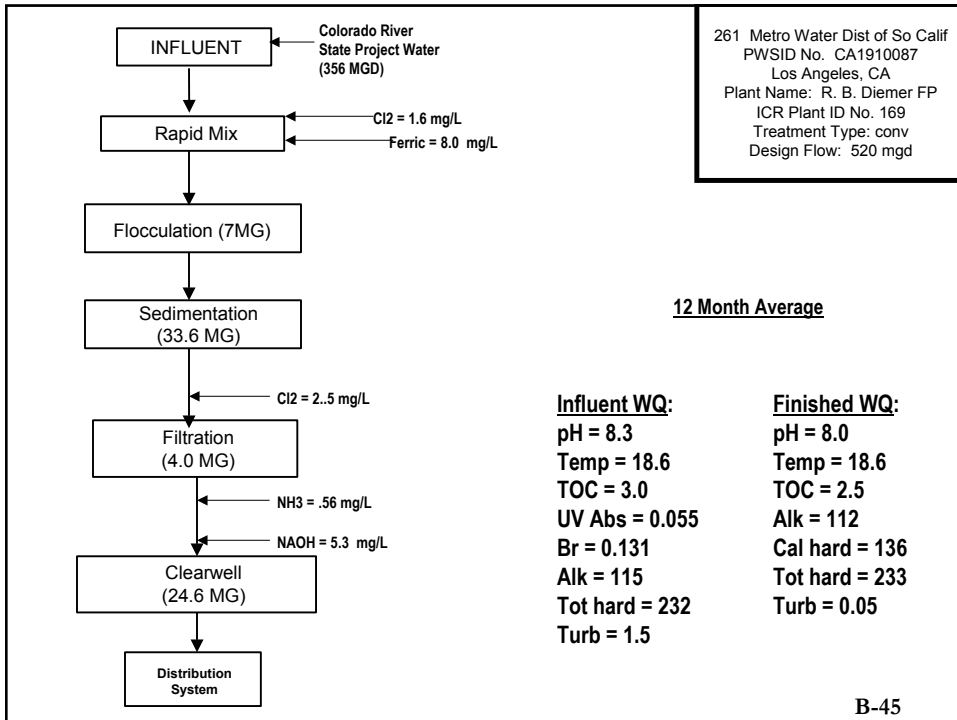 INFLUENT
Colorado River
State Project Water
(356 MGD)
261 Metro Water Dist of So Calif
PWSID No. CA1910087
Los Angeles, CA
Plant Name: R. B. Diemer FP
ICR Plant ID No. 169
Treatment Type: conv
Design Flow: 520 mgd
Rapid Mix
Cl2 = 1.6 mg/L
Ferric = 8.0 mg/L
Flocculation (7MG)
Sedimentation
(33.6 MG)
Cl2 = 2..5 mg/L
Filtration
(4.0 MG)
NH3 = .56 mg/L
NAOH = 5.3 mg/L
Clearwell
(24.6 MG)
Distribution
System
12 Month Average
Influent WQ:
pH = 8.3
Temp = 18.6
TOC = 3.0
UV Abs = 0.055
Br = 0.131
Alk = 115
Tot hard = 232
Turb = 1.5
Finished WQ:
pH = 8.0
Temp = 18.6
TOC = 2.5
Alk = 112
Cal hard = 136
Tot hard = 233
Turb = 0.05
B-45